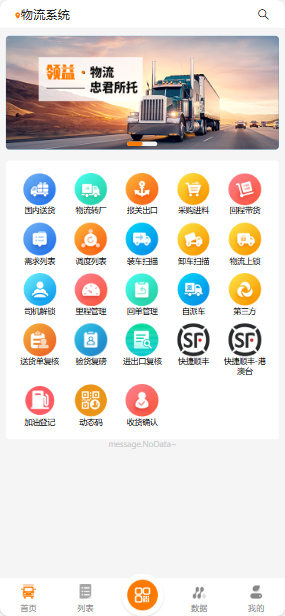 物流系统
领益·物流
忠君所托
国内送货 物流转厂 报关出口 采购进料 回程带货
需求列表 调度列表 装车扫描 卸车扫描 物流上锁
司机解锁 里程管理 回单管理 自派车 第三方
送货单复核 验货复磅 进出口复核 快捷顺丰 快捷顺丰-港
澳台
加油登记 动态码 收货确认
message.NoData~
首页 列表 数据 我的